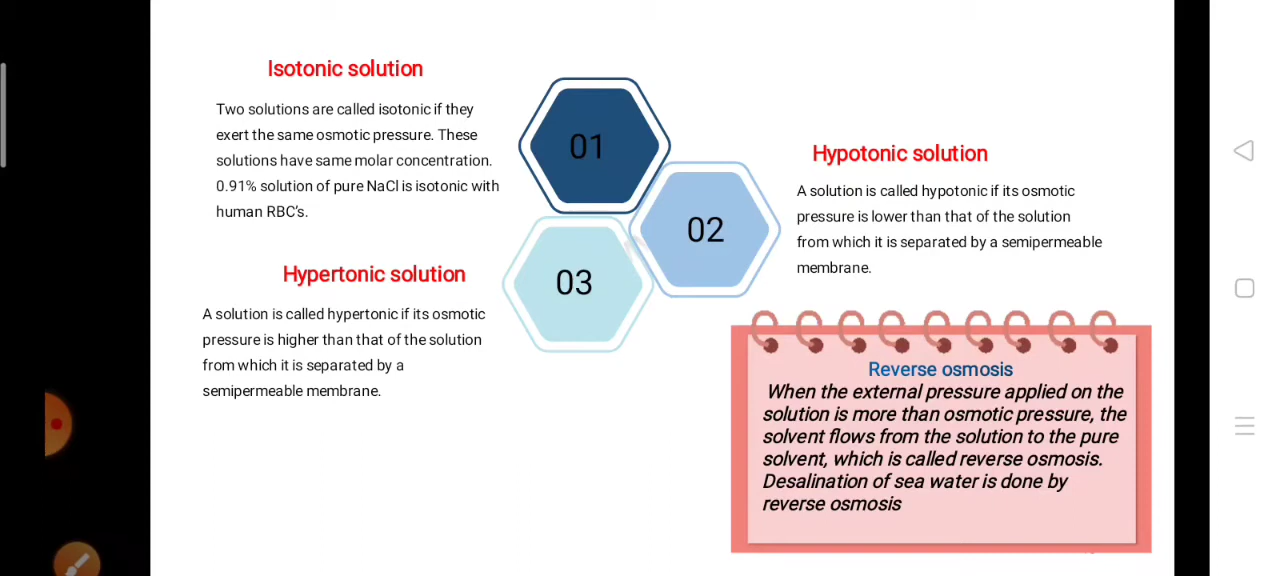 Isotonic solution
Two solutions are called isotonic if they
exert the same osmotic pressure. These
solutions have same molar concentration.
0.91% solution of pure NaCl is isotonic with
human RBC's.
01
Hypotonic solution
A solution is called hypotonic if its osmotic
pressure is lower than that of the solution
from which it is separated by a semipermeable
membrane.
02
Hypertonic solution
A solution is called hypertonic if its osmotic
pressure is higher than that of the solution
from which it is separated by a
semipermeable membrane.
03
Reverse osmosis
When the external pressure applied on the
solution is more than osmotic pressure, the
solvent flows from the solution to the pure
solvent, which is called reverse osmosis.
Desalination of sea water is done by
reverse osmosis